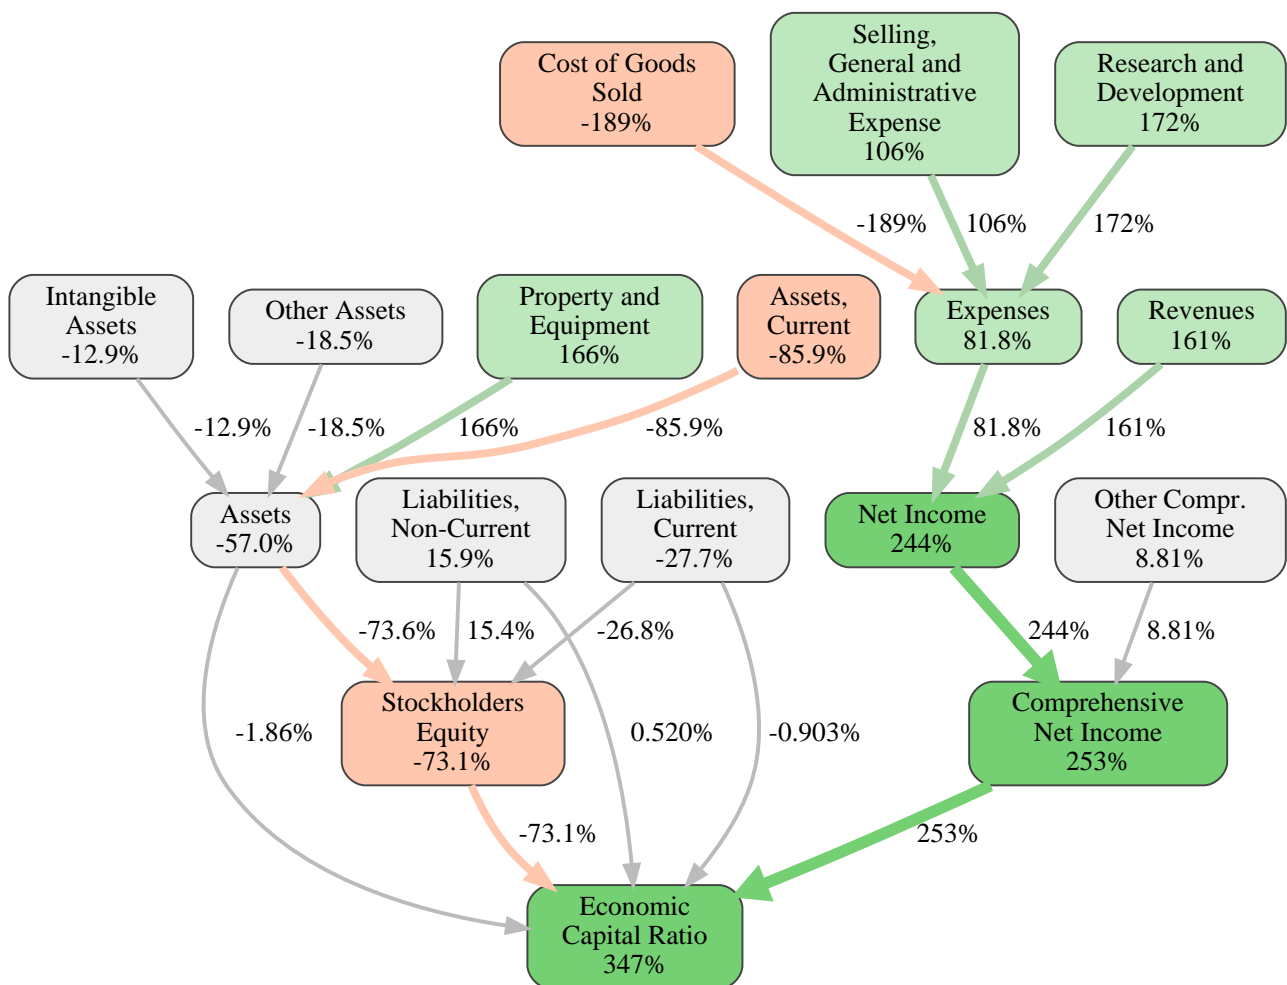 Cost of Goods
Sold
-189%
Selling,
General and
Administrative
Expense
106%
Research and
Development
172%
-189%
106%
172%
Intangible
Assets
-12.9%
Other Assets
-18.5%
Property and
Equipment
166%
Assets,
Current
-85.9%
Expenses
81.8%
Revenues
161%
-12.9%
-18.5%
166%
-85.9%
81.8%
161%
Assets
-57.0%
Liabilities,
Non-Current
15.9%
Liabilities,
Current
-27.7%
Net Income
244%
Other Compr.
Net Income
8.81%
-73.6%
15.4%
-26.8%
244%
8.81%
Stockholders
Equity
-73.1%
Comprehensive
Net Income
253%
-1.86%
0.520%
-0.903%
-73.1%
253%
Economic
Capital Ratio
347%